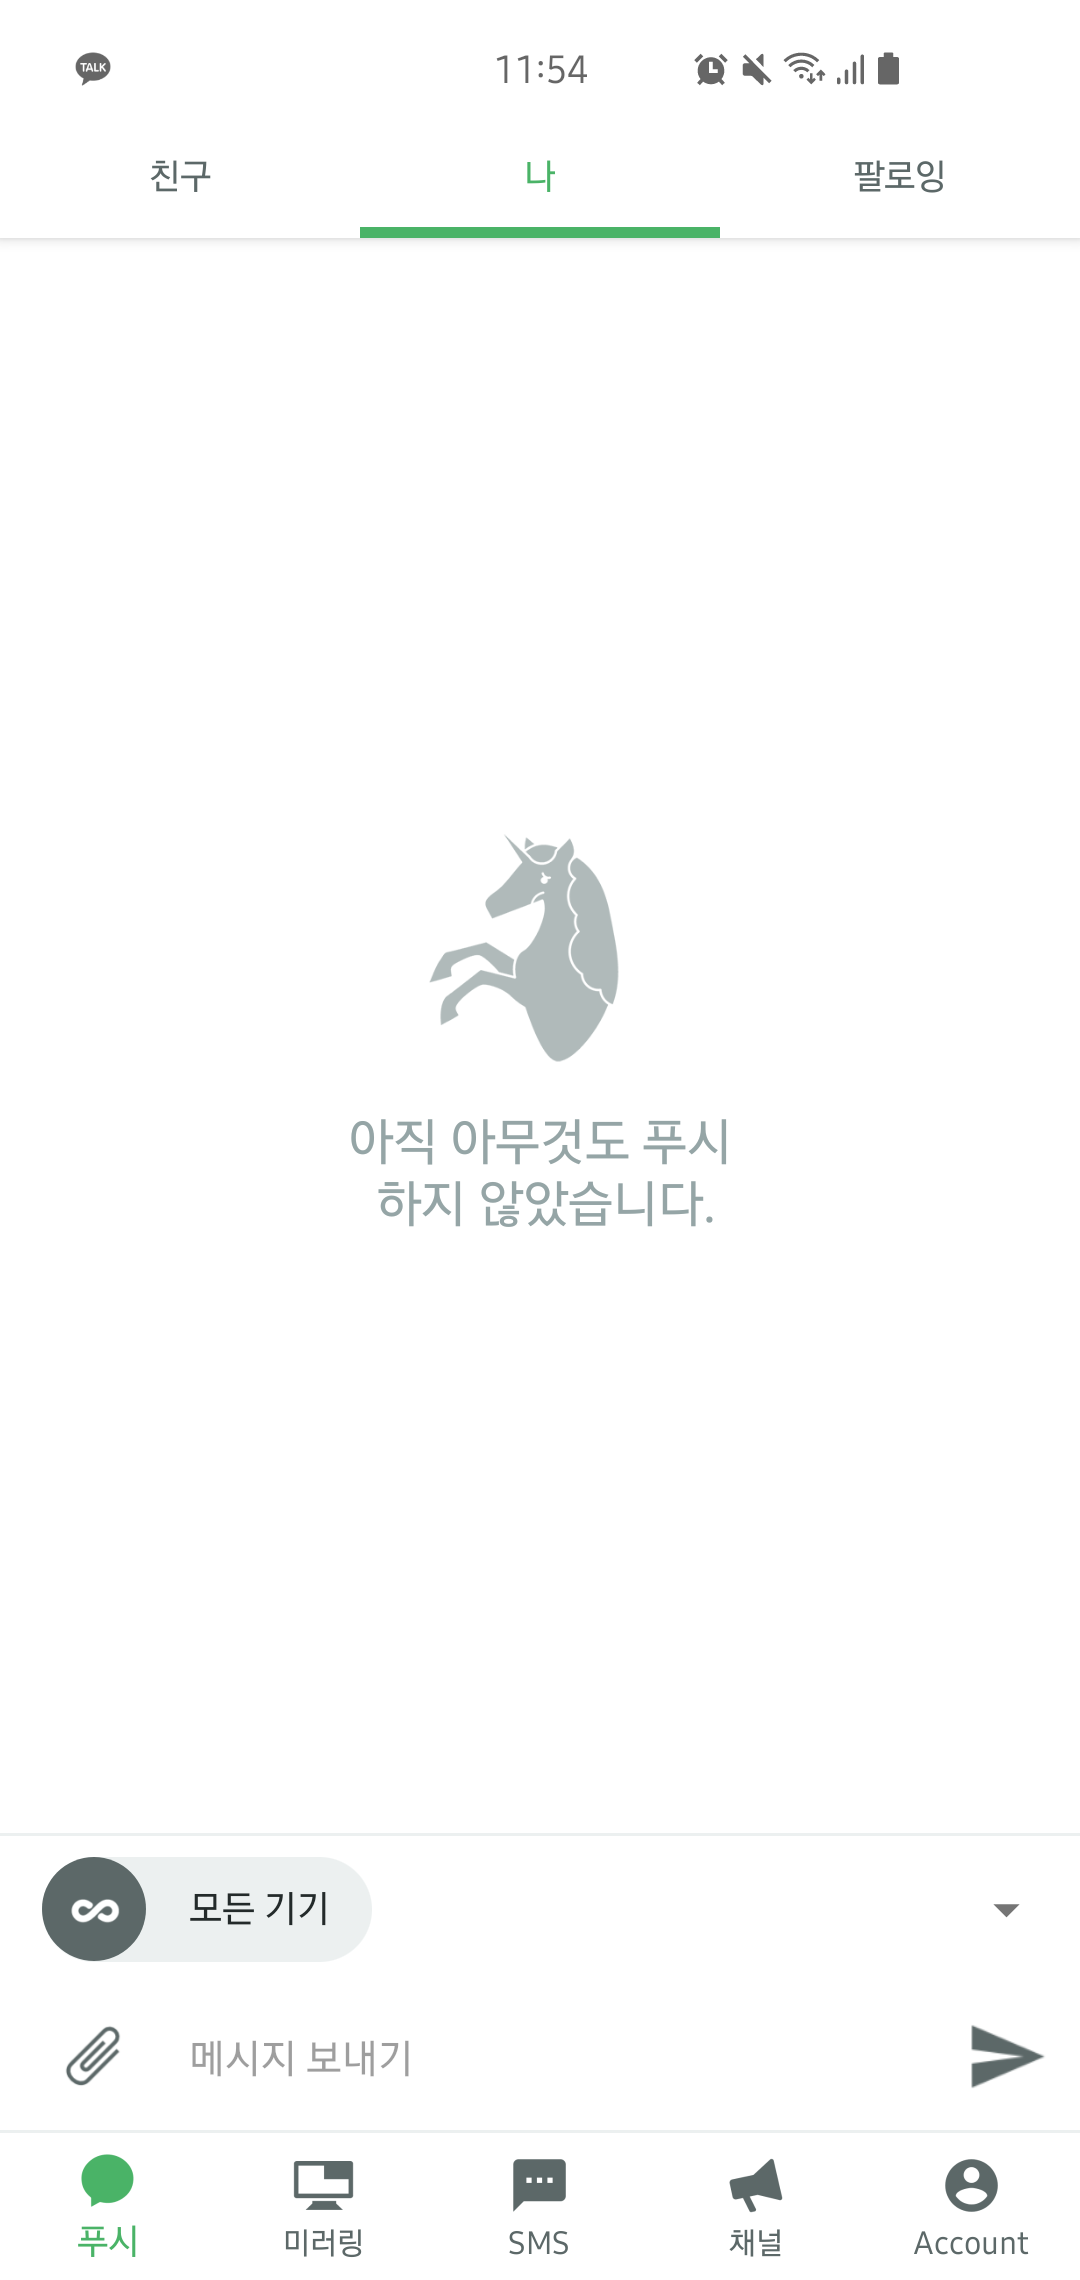 TALK
11:54
친구
나
팔로잉
아직 아무것도 푸시
하지 않았습니다.
모든 기기
메시지 보내기
푸시
미러링
SMS
채널
Account